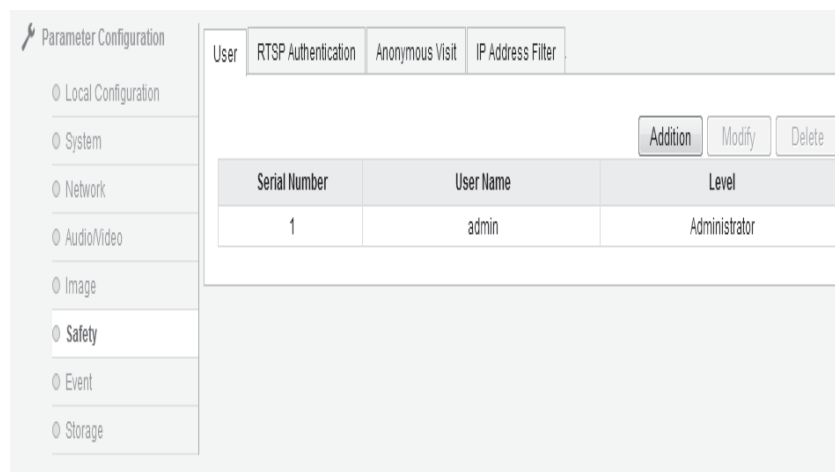 Parameter Configuration
Local Configuration
System
Network
Audio/Video
Image
Safety
Event
Storage
User RTSP Authentication Anonymous Visit IP Address Filter
Addition Modify Delete
Serial Number User Name Level
1 admin Administrator